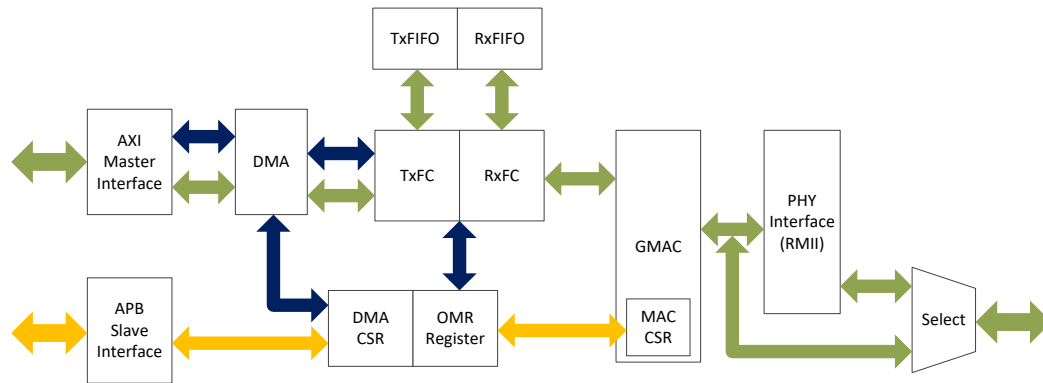 TxFIFO RxFIFO
AXI
Master
Interface
DMA
TxFC RxFC
GMAC
PHY
Interface
(RMII)
APB
Slave
Interface
DMA
CSR
OMR
Register
MAC
CSR
Select